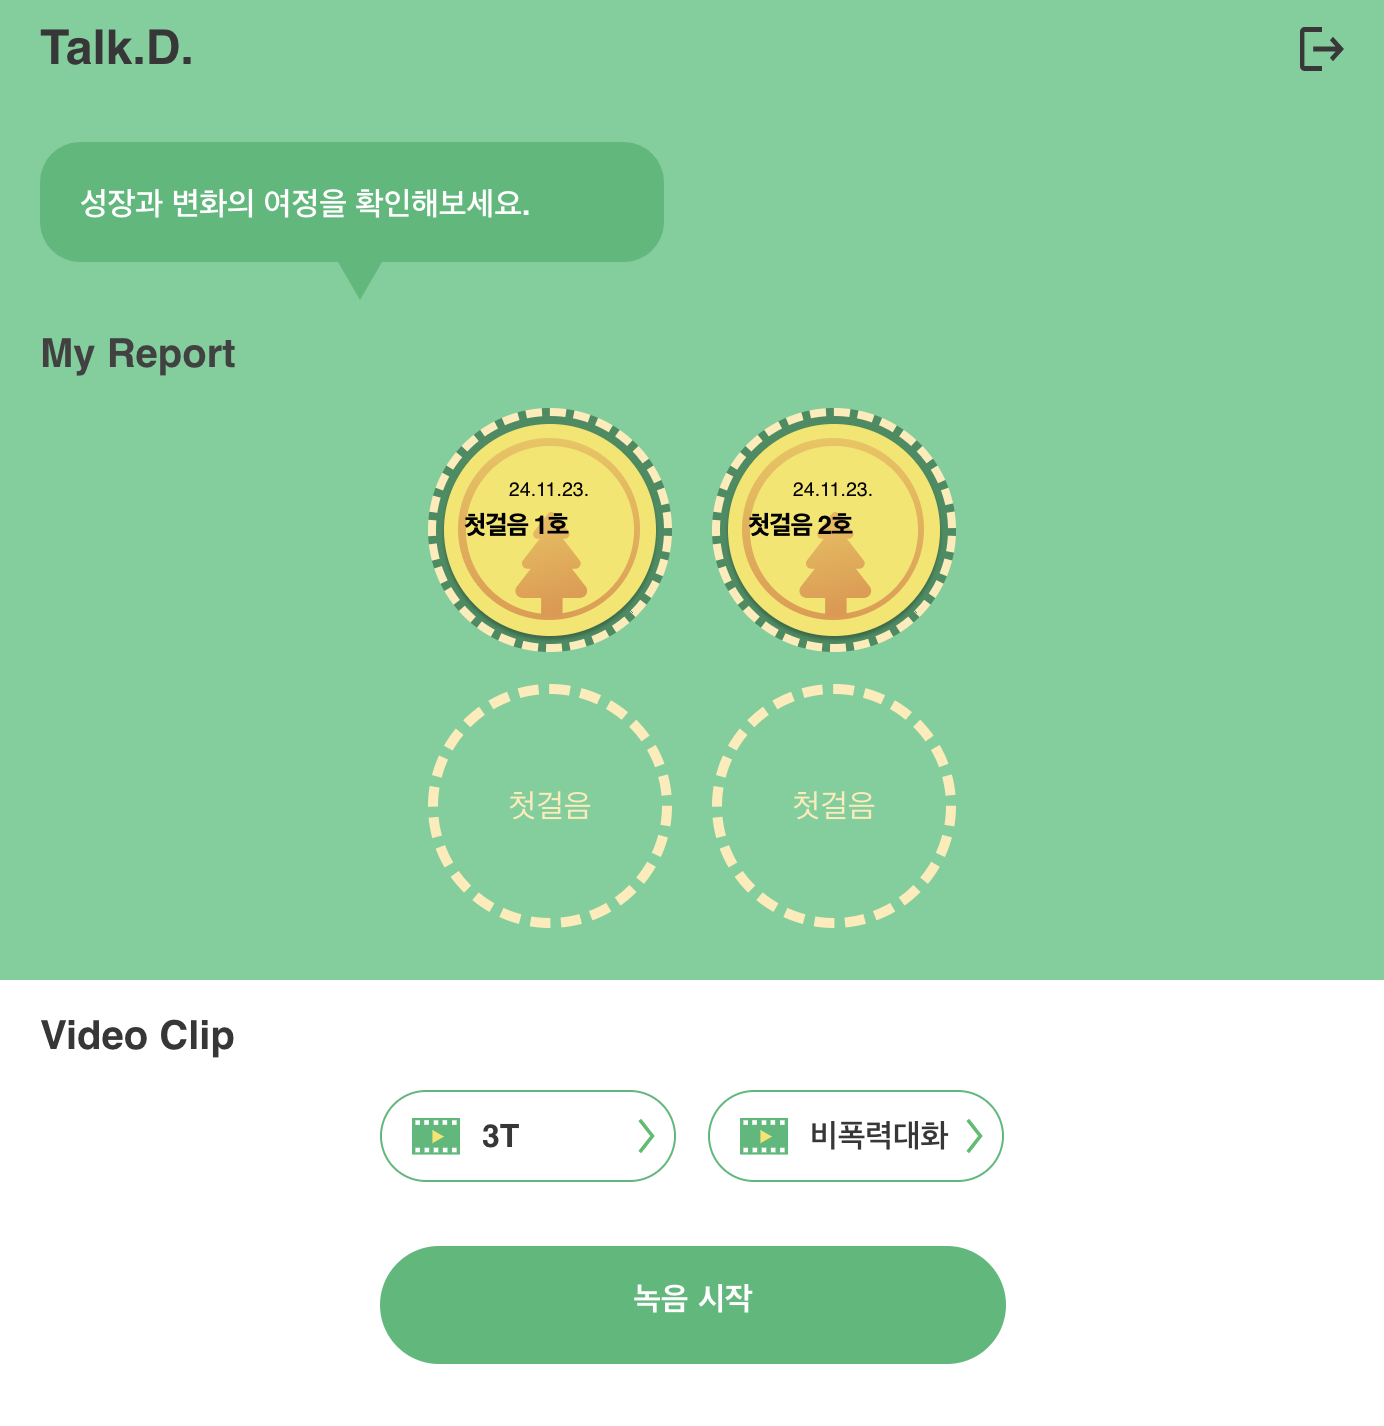 Talk.D.
성장과 변화의 여정을 확인해보세요.
My Report
24.11.23.
첫걸음 1호
24.11.23.
첫걸음 2호
첫걸음
첫걸음
Video Clip
3T
비폭력대화
녹음 시작